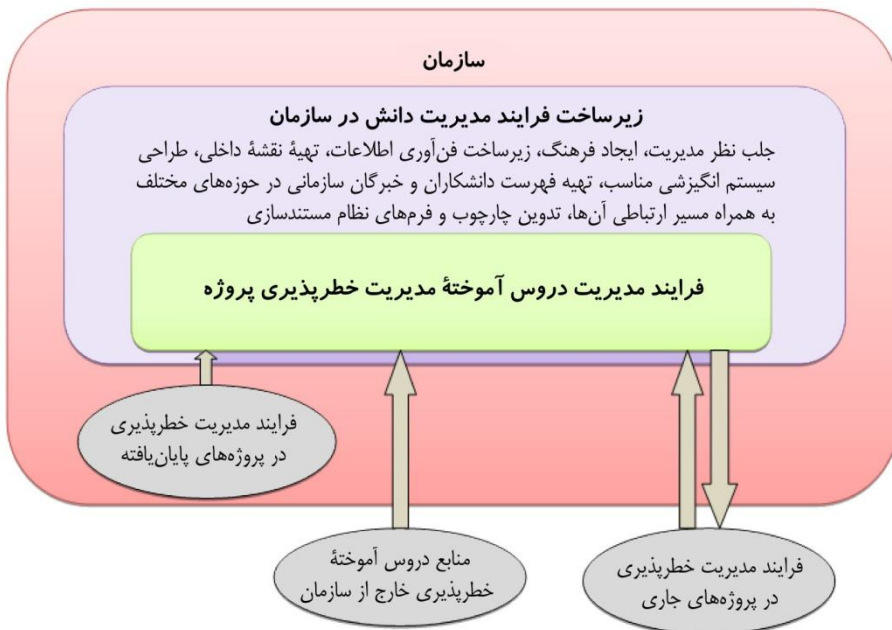 سازمان
زیرساخت فرایند مدیریت دانش در سازمان
جلب نظر مدیریت، ایجاد فرهنگ، زیرساخت فن‌آوری اطلاعات، تهیهٔ نقشهٔ داخلی، طراحی
سیستم انگیزشی مناسب، تهیه فهرست دانشکاران و خبرگان سازمانی در حوزه‌های مختلف
به همراه مسیر ارتباطی آن‌ها، تدوین چارچوب و فرم‌های نظام مستندسازی
فرایند مدیریت دروس آموختهٔ مدیریت خطرپذیری پروژه
فرایند مدیریت خطرپذیری
در پروژه‌های پایان‌یافته
منابع دروس آموختهٔ
خطرپذیری خارج از سازمان
فرایند مدیریت خطرپذیری
در پروژه‌های جاری